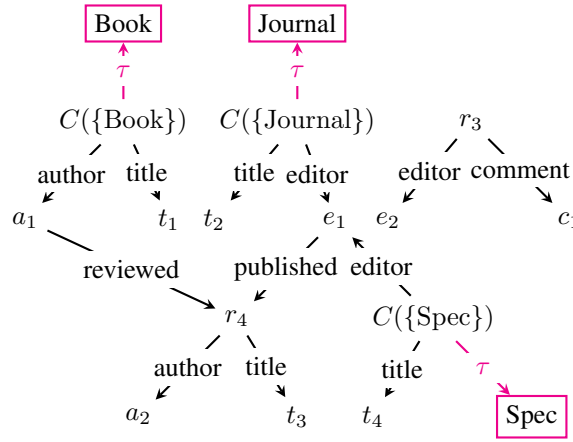 Book Journal
τ τ
C({Book}) C({Journal}) r₃
author title title editor editor comment
a₁ t₁ t₂ e₁ e₂ c₁
reviewed published editor
r₄ C({Spec})
author title title τ
a₂ t₃ t₄ Spec